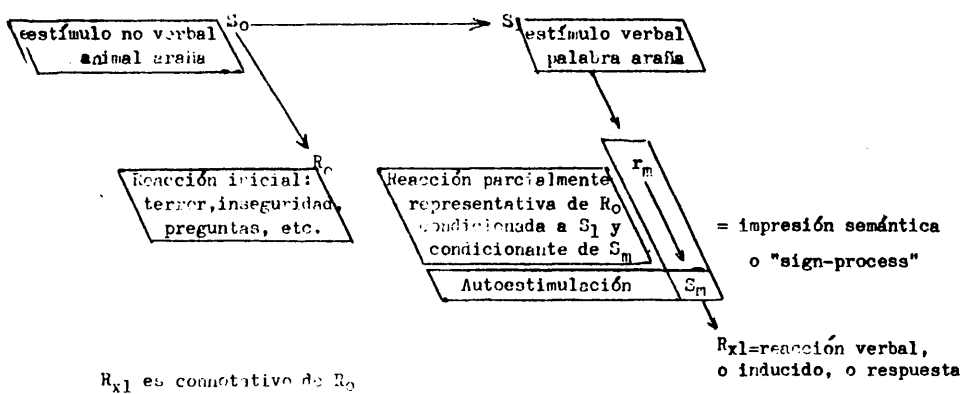 S₀
S₁
estímulo no verbal
animal araña
estímulo verbal
palabra araña
R₀
Reacción inicial:
terror, inseguridad,
preguntas, etc.
Reacción parcialmente
representativa de R₀
condicionada a S₁ y
condicionante de Sₘ
rₘ
= impresión semántica
o "sign-process"
Autoestimulación
Sₘ
Rx1=reacción verbal,
o inducido, o respuesta
Rx1 es connotativo de R₀